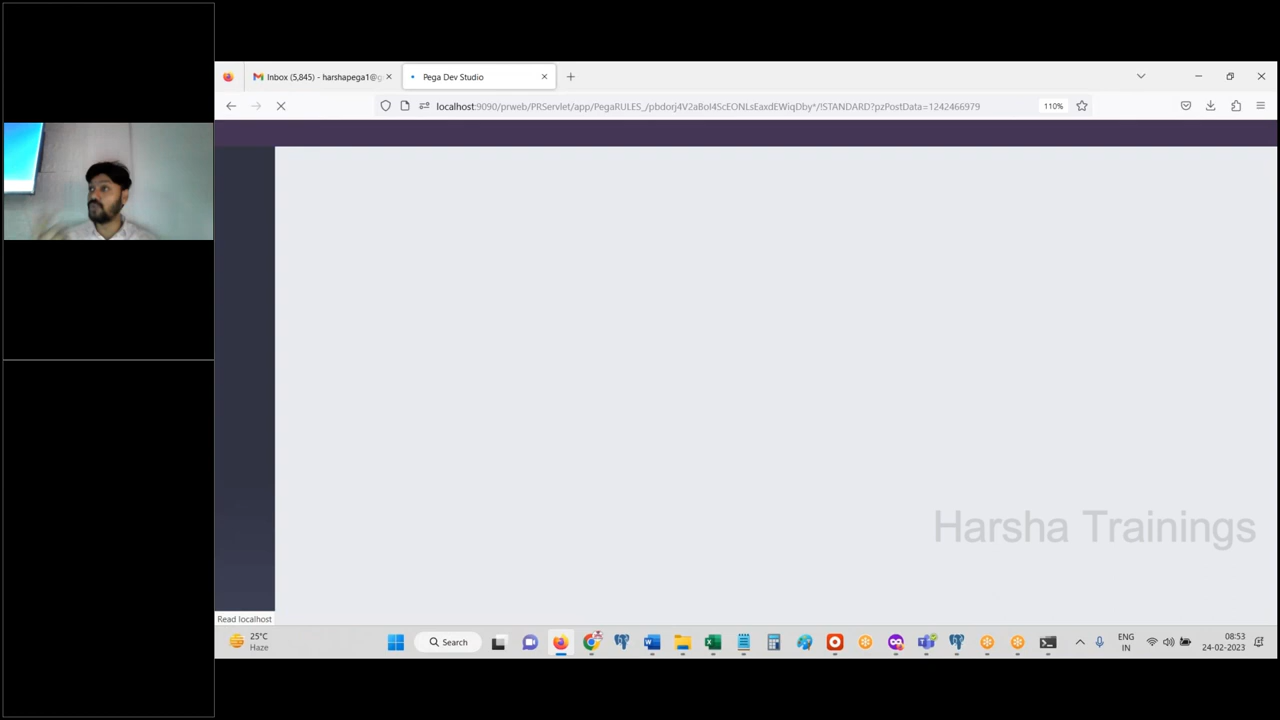 Inbox (5,845) - harshapega1@g
Pega Dev Studio
localhost:9090/prweb/PRServlet/app/PegaRULES_/pbdorj4V2aBoI4ScEONLsEaxdEWiqDby*/!STANDARD?pzPostData=1242466979
110%
Harsha Trainings
Read localhost
25°C
Haze
Search
ENG
IN
08:53
24-02-2023